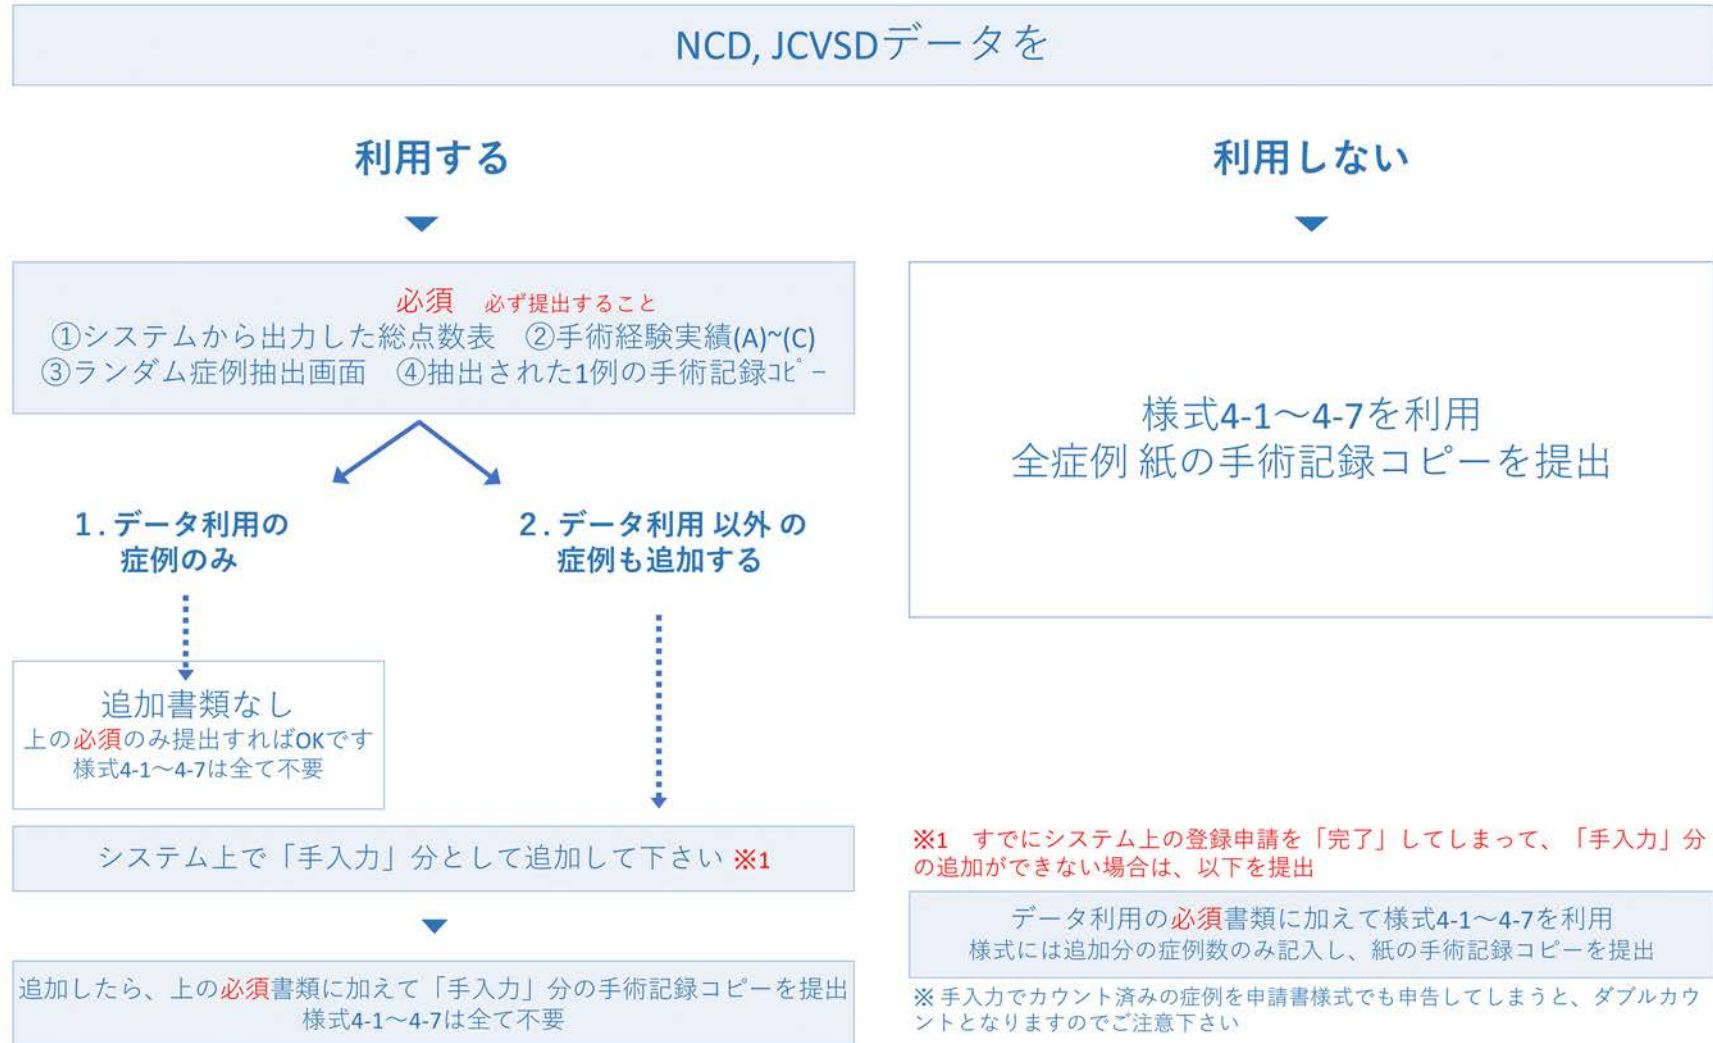 NCD, JCVSDデータを
利用する
利用しない
必須 必ず提出すること
①システムから出力した総点数表 ②手術経験実績(A)~(C)
③ランダム症例抽出画面 ④抽出された1例の手術記録ｺﾋﾟｰ
様式4-1～4-7を利用
全症例 紙の手術記録コピーを提出
１. データ利用の
症例のみ
２. データ利用 以外 の
症例も追加する
追加書類なし
上の必須のみ提出すればOKです
様式4-1～4-7は全て不要
システム上で「手入力」分として追加して下さい ※1
追加したら、上の必須書類に加えて「手入力」分の手術記録コピーを提出
様式4-1～4-7は全て不要
※1 すでにシステム上の登録申請を「完了」してしまって、「手入力」分
の追加ができない場合は、以下を提出
データ利用の必須書類に加えて様式4-1～4-7を利用
様式には追加分の症例数のみ記入し、紙の手術記録コピーを提出
※ 手入力でカウント済みの症例を申請書様式でも申告してしまうと、ダブルカウ
ントとなりますのでご注意下さい